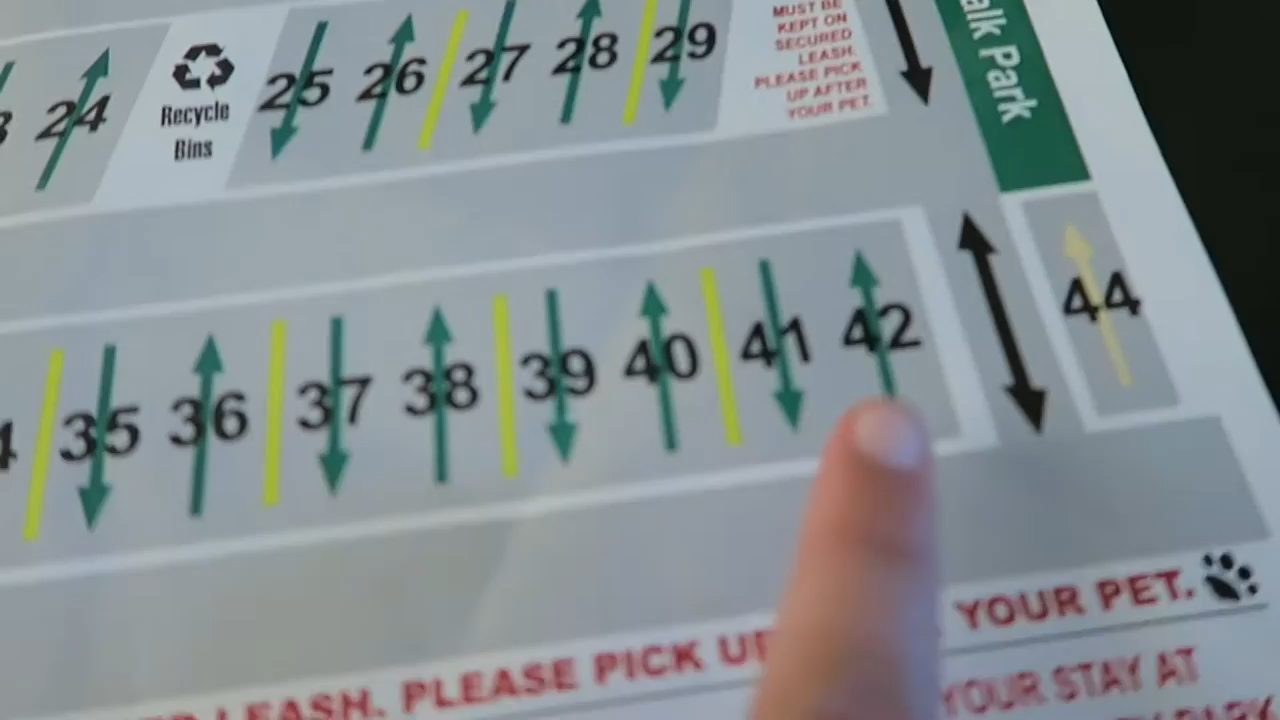 24
Recycle
Bins
25 26 27 28 29
MUST BE
KEPT ON
SECURED
LEASH.
PLEASE PICK
UP AFTER
YOUR PET.
Park
35 36 37 38 39 40 41 42
44
LEASH. PLEASE PICK UP YOUR PET.
YOUR STAY AT